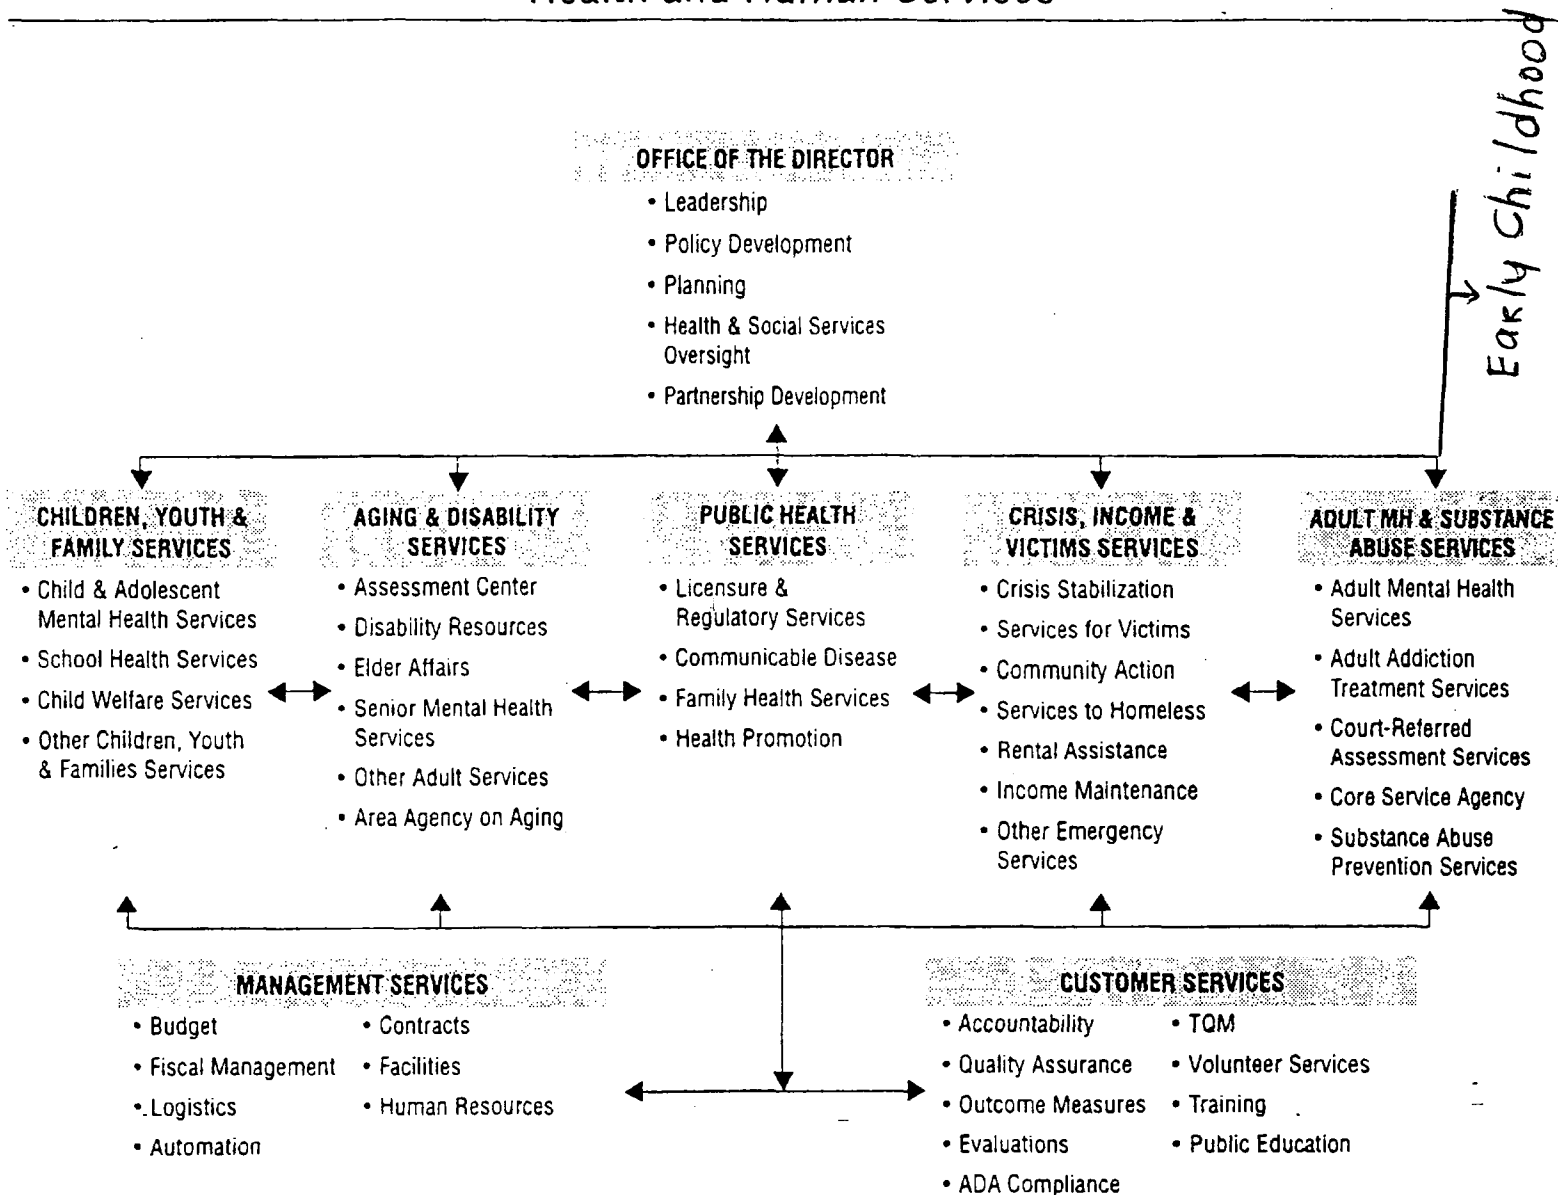 Health and Human Services
Early Childhood
OFFICE OF THE DIRECTOR
• Leadership
• Policy Development
• Planning
• Health & Social Services
Oversight
• Partnership Development
CHILDREN, YOUTH &
FAMILY SERVICES
• Child & Adolescent
Mental Health Services
• School Health Services
• Child Welfare Services
• Other Children, Youth
& Families Services
AGING & DISABILITY
SERVICES
• Assessment Center
• Disability Resources
• Elder Affairs
• Senior Mental Health
Services
• Other Adult Services
• Area Agency on Aging
PUBLIC HEALTH
SERVICES
• Licensure &
Regulatory Services
• Communicable Disease
• Family Health Services
• Health Promotion
CRISIS, INCOME &
VICTIMS SERVICES
• Crisis Stabilization
• Services for Victims
• Community Action
• Services to Homeless
• Rental Assistance
• Income Maintenance
• Other Emergency
Services
ADULT MH & SUBSTANCE
ABUSE SERVICES
• Adult Mental Health
Services
• Adult Addiction
Treatment Services
• Court-Referred
Assessment Services
• Core Service Agency
• Substance Abuse
Prevention Services
MANAGEMENT SERVICES
• Budget
• Fiscal Management
• Logistics
• Automation
• Contracts
• Facilities
• Human Resources
CUSTOMER SERVICES
• Accountability
• Quality Assurance
• Outcome Measures
• Evaluations
• ADA Compliance
• TQM
• Volunteer Services
• Training
• Public Education